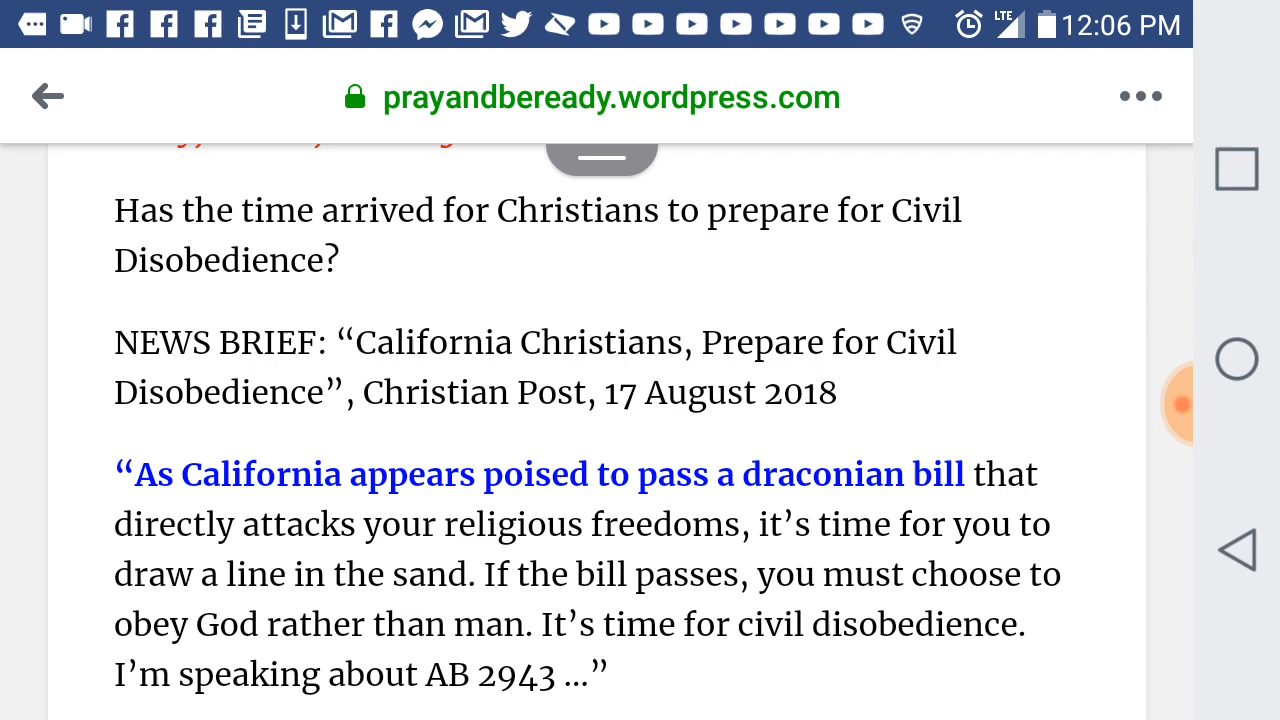 LTE 12:06 PM
prayandbeready.wordpress.com
Has the time arrived for Christians to prepare for Civil
Disobedience?
NEWS BRIEF: “California Christians, Prepare for Civil
Disobedience”, Christian Post, 17 August 2018
“As California appears poised to pass a draconian bill that
directly attacks your religious freedoms, it’s time for you to
draw a line in the sand. If the bill passes, you must choose to
obey God rather than man. It’s time for civil disobedience.
I’m speaking about AB 2943 ...”